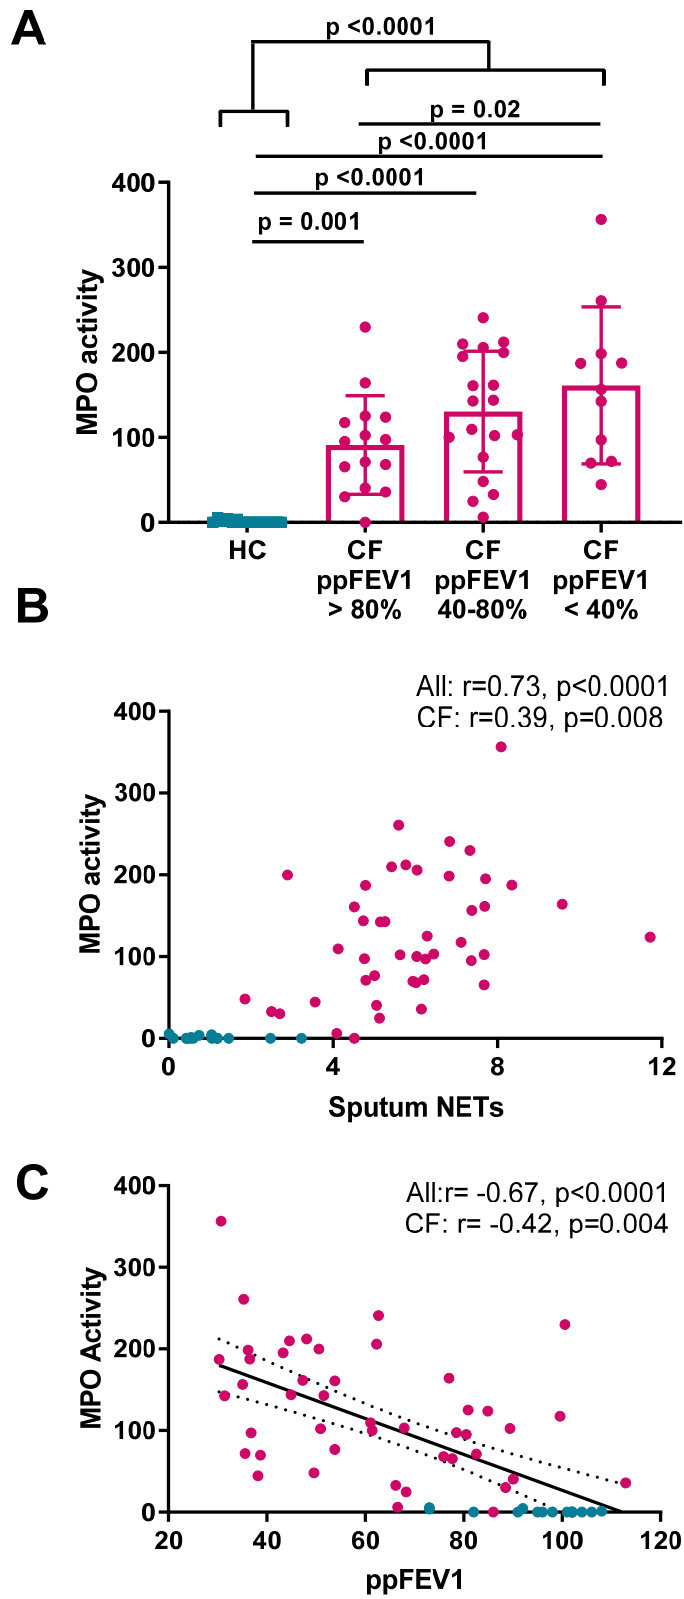 A
p <0.0001
p = 0.02
p <0.0001
p <0.0001
p = 0.001
400
300
200
100
0
MPO activity
HC
CF
ppFEV1
> 80%
CF
ppFEV1
40-80%
CF
ppFEV1
< 40%
B
All: r=0.73, p<0.0001
CF: r=0.39, p=0.008
400
300
200
100
0
MPO activity
0 4 8 12
Sputum NETs
C
All:r= -0.67, p<0.0001
CF: r= -0.42, p=0.004
400
300
200
100
0
MPO Activity
20 40 60 80 100 120
ppFEV1